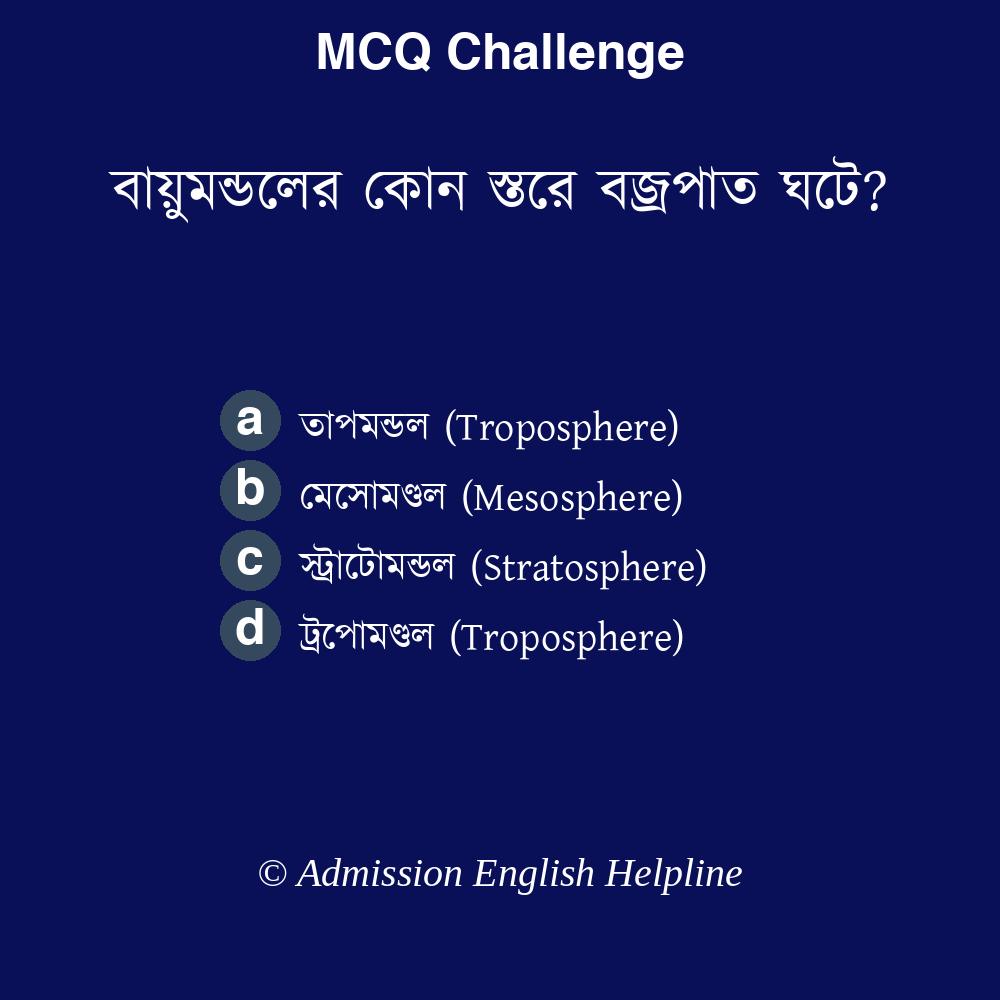 MCQ Challenge
বায়ুমন্ডলের কোন স্তরে বজ্রপাত ঘটে?
a তাপমন্ডল (Troposphere)
b মেসোমণ্ডল (Mesosphere)
c স্ট্রাটোমন্ডল (Stratosphere)
d ট্রপোমণ্ডল (Troposphere)
© Admission English Helpline